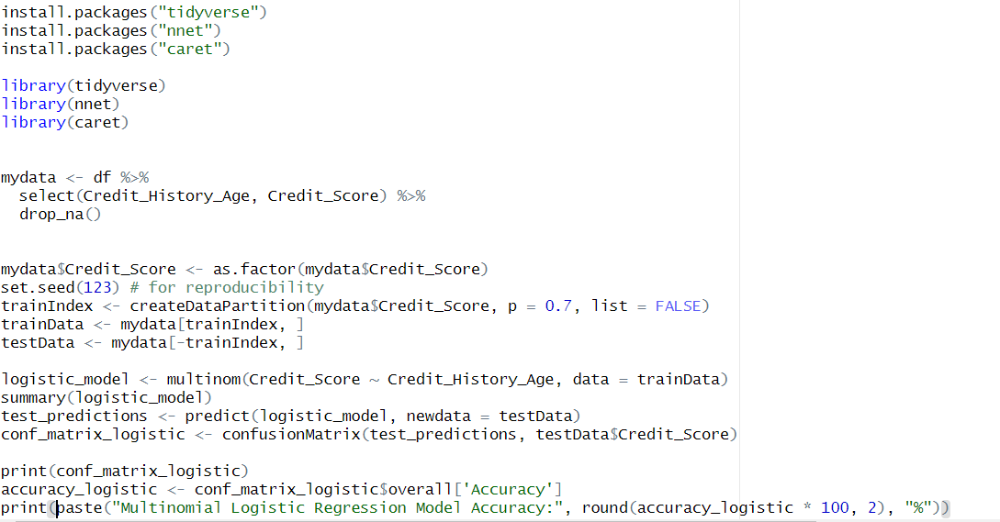 install.packages("tidyverse")
install.packages("nnet")
install.packages("caret")
library(tidyverse)
library(nnet)
library(caret)
mydata <- df %>%
  select(Credit_History_Age, Credit_Score) %>%
  drop_na()
mydata$Credit_Score <- as.factor(mydata$Credit_Score)
set.seed(123) # for reproducibility
trainIndex <- createDataPartition(mydata$Credit_Score, p = 0.7, list = FALSE)
trainData <- mydata[trainIndex, ]
testData <- mydata[-trainIndex, ]
logistic_model <- multinom(Credit_Score ~ Credit_History_Age, data = trainData)
summary(logistic_model)
test_predictions <- predict(logistic_model, newdata = testData)
conf_matrix_logistic <- confusionMatrix(test_predictions, testData$Credit_Score)
print(conf_matrix_logistic)
accuracy_logistic <- conf_matrix_logistic$overall['Accuracy']
print(paste("Multinomial Logistic Regression Model Accuracy:", round(accuracy_logistic * 100, 2), "%"))